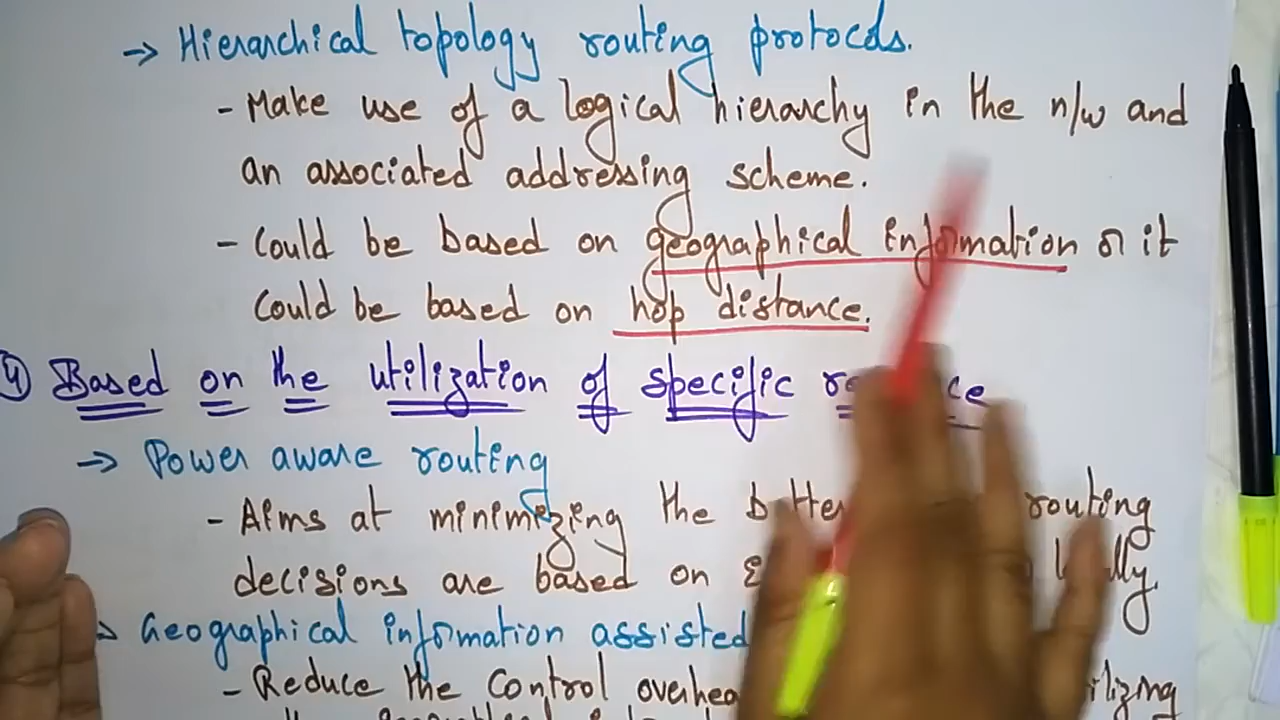 → Hierarchical topology routing protocols.
- Make use of a logical hierarchy in the n/w and
an associated addressing scheme.
- Could be based on geographical information or it
could be based on hop distance.
4) Based on the utilization of specific
→ Power aware routing
- Aims at minimizing the routing
decisions are based on
→ Geographical information assisted
- Reduce the control